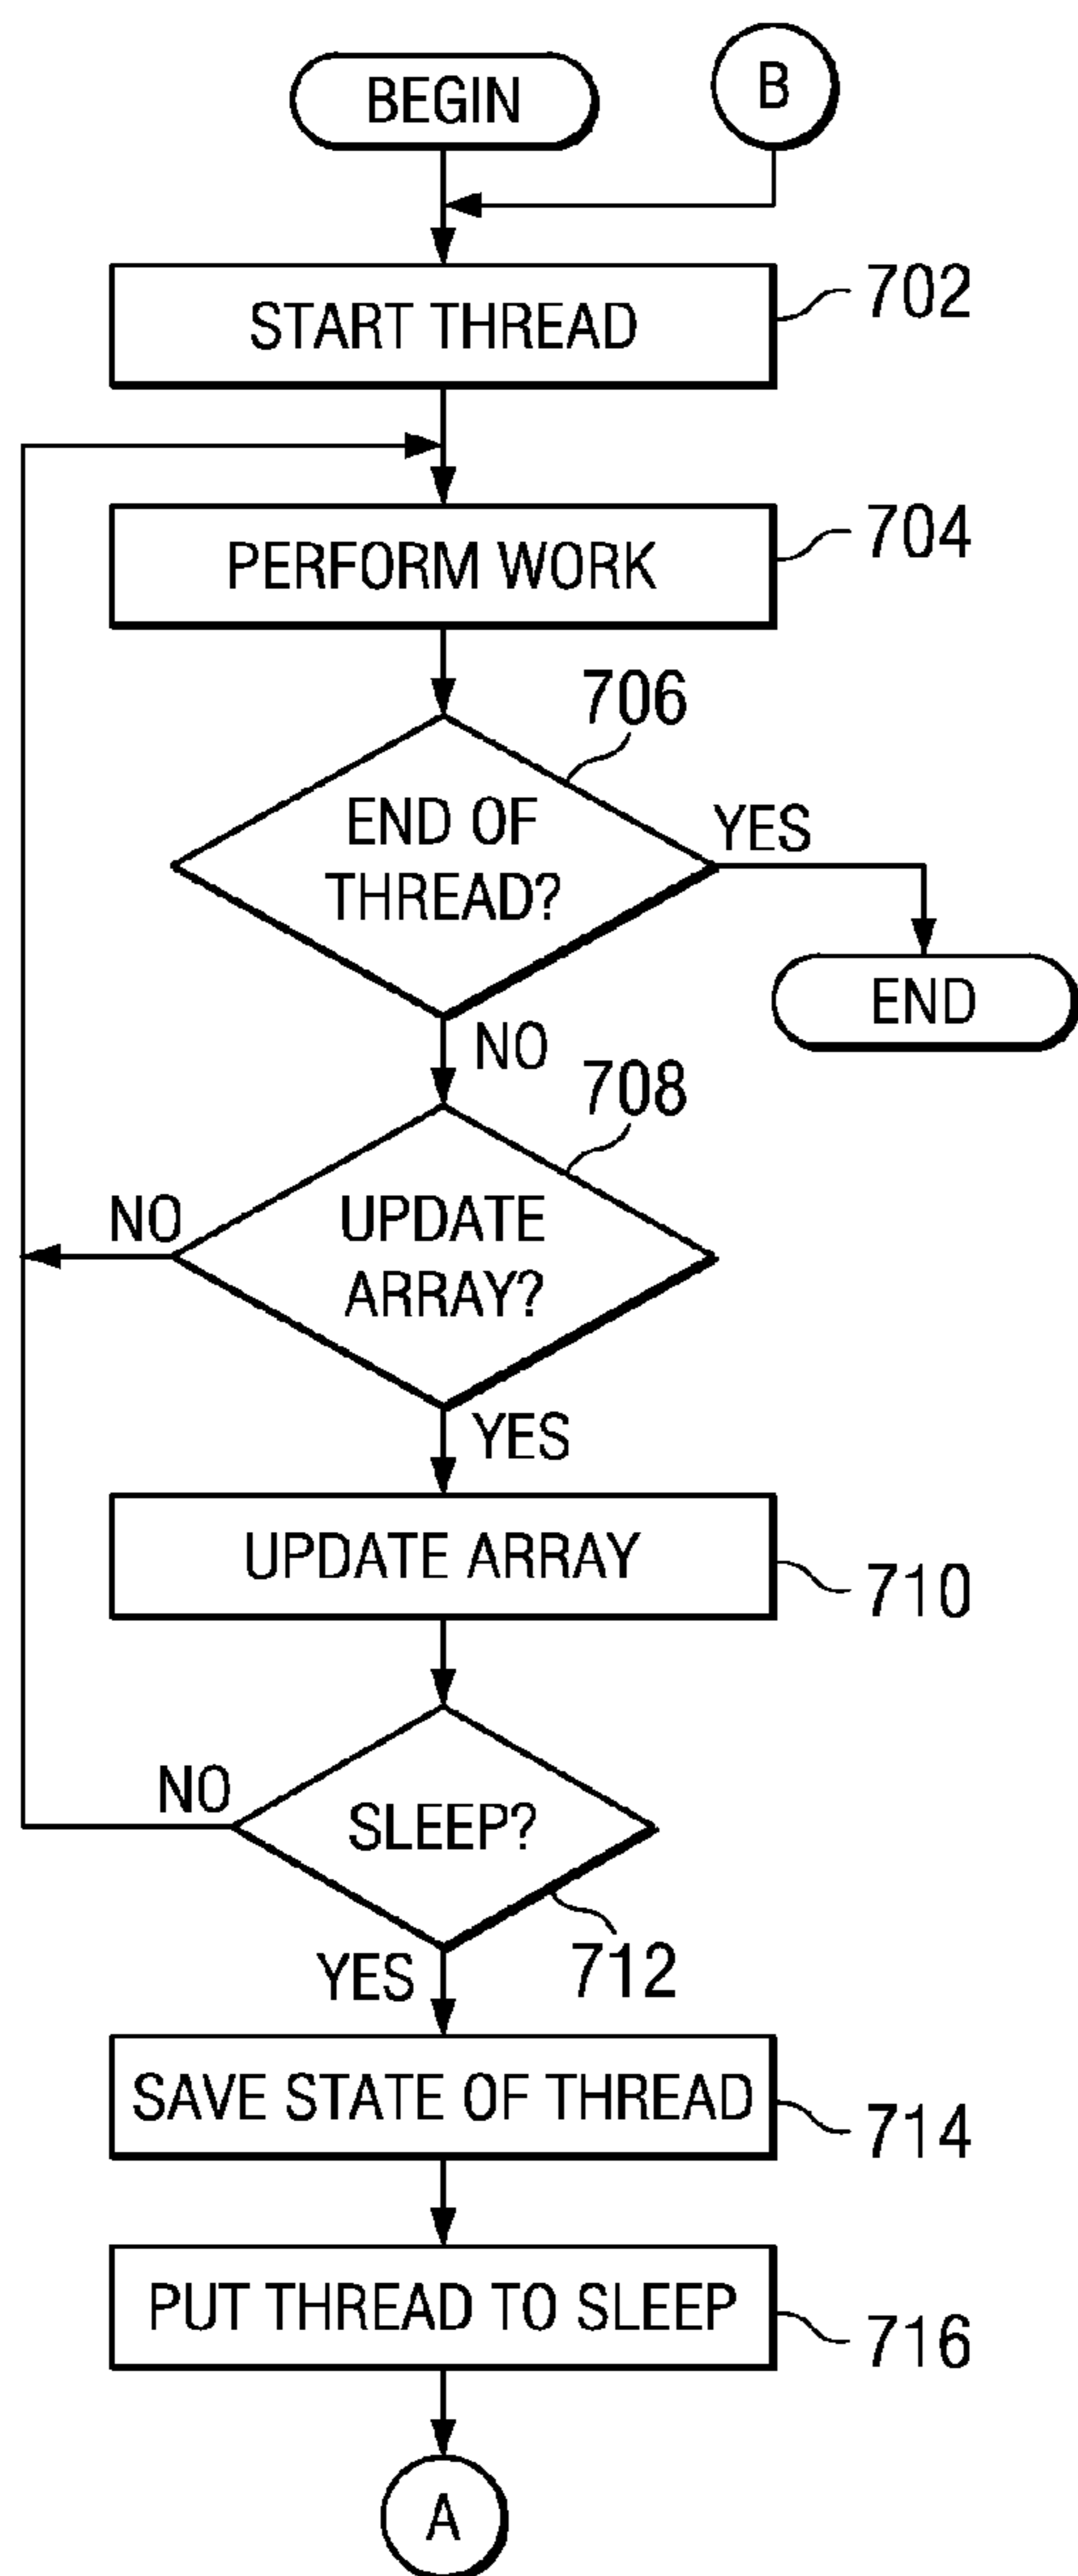 BEGIN
B
START THREAD
702
PERFORM WORK
704
706
END OF
THREAD?
YES
END
NO
708
NO
UPDATE
ARRAY?
YES
UPDATE ARRAY
710
NO
SLEEP?
712
YES
SAVE STATE OF THREAD
714
PUT THREAD TO SLEEP
716
A